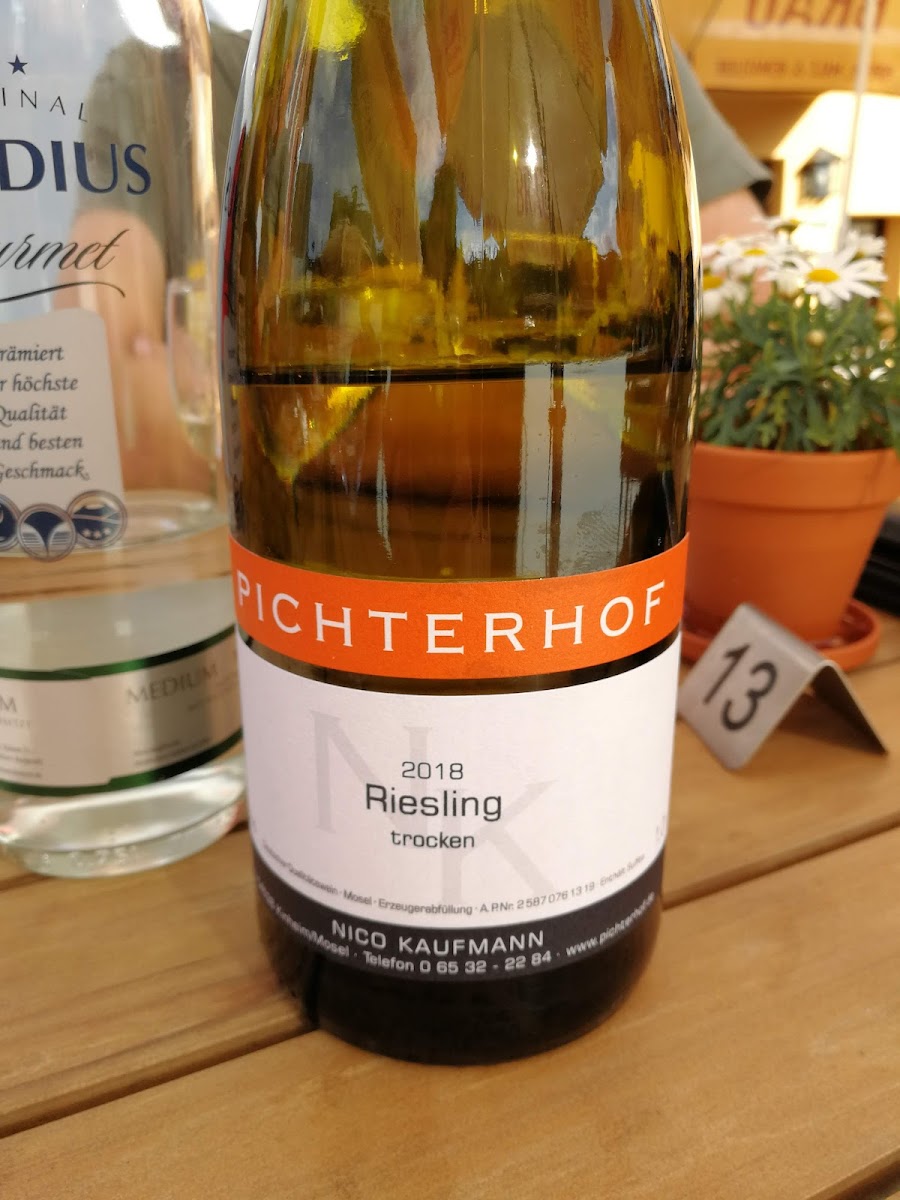 INAL
DIUS
urmet
rämiert
r höchste
Qualität
nd besten
Geschmack.
MEDIUM
PICHTERHOF
NK
2018
Riesling
trocken
Qualitätswein · Mosel · Erzeugerabfüllung · A.P.Nr. 2 587 076 13 19 · Enthält Sulfite
NICO KAUFMANN
Kinheim/Mosel · Telefon 0 65 32 - 22 84 · www.pichterhof.de
13
BRAU